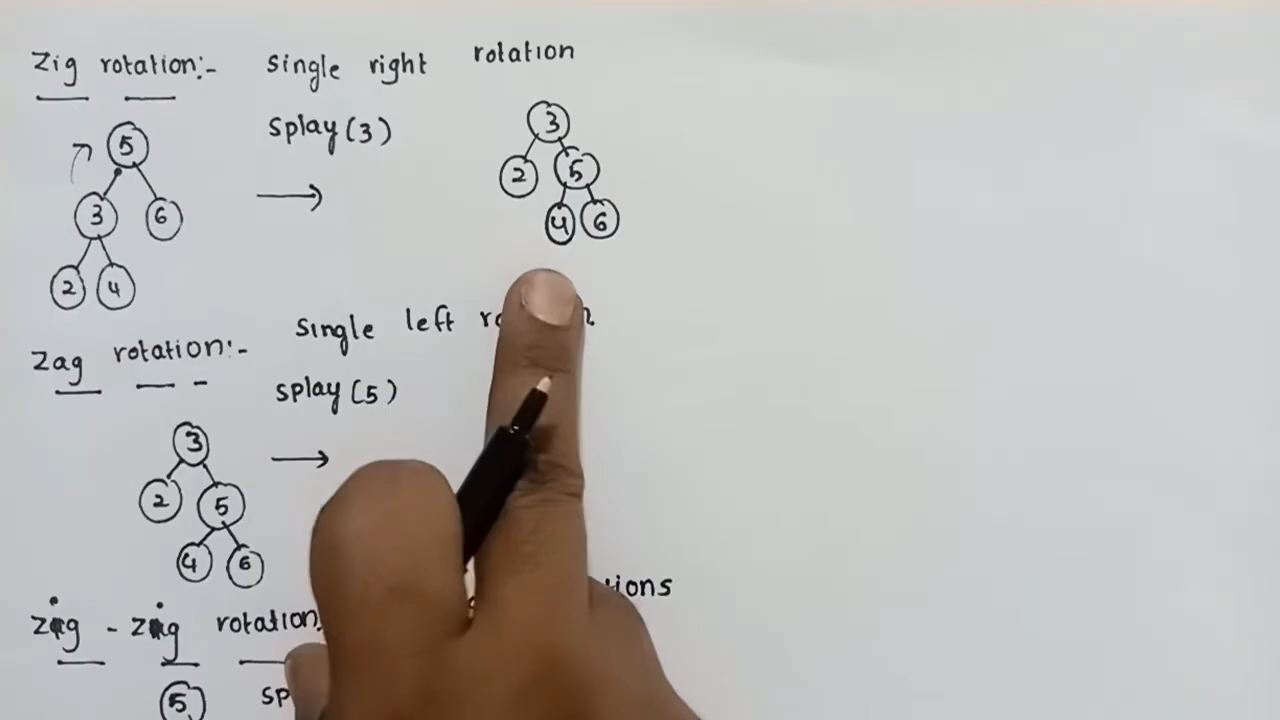 Zig rotation:- single right rotation
splay(3)
5
3 6
2 4
3
2 5
4 6
Zag rotation:- single left
splay(5)
3
2 5
4 6
zig - zig rotation
5